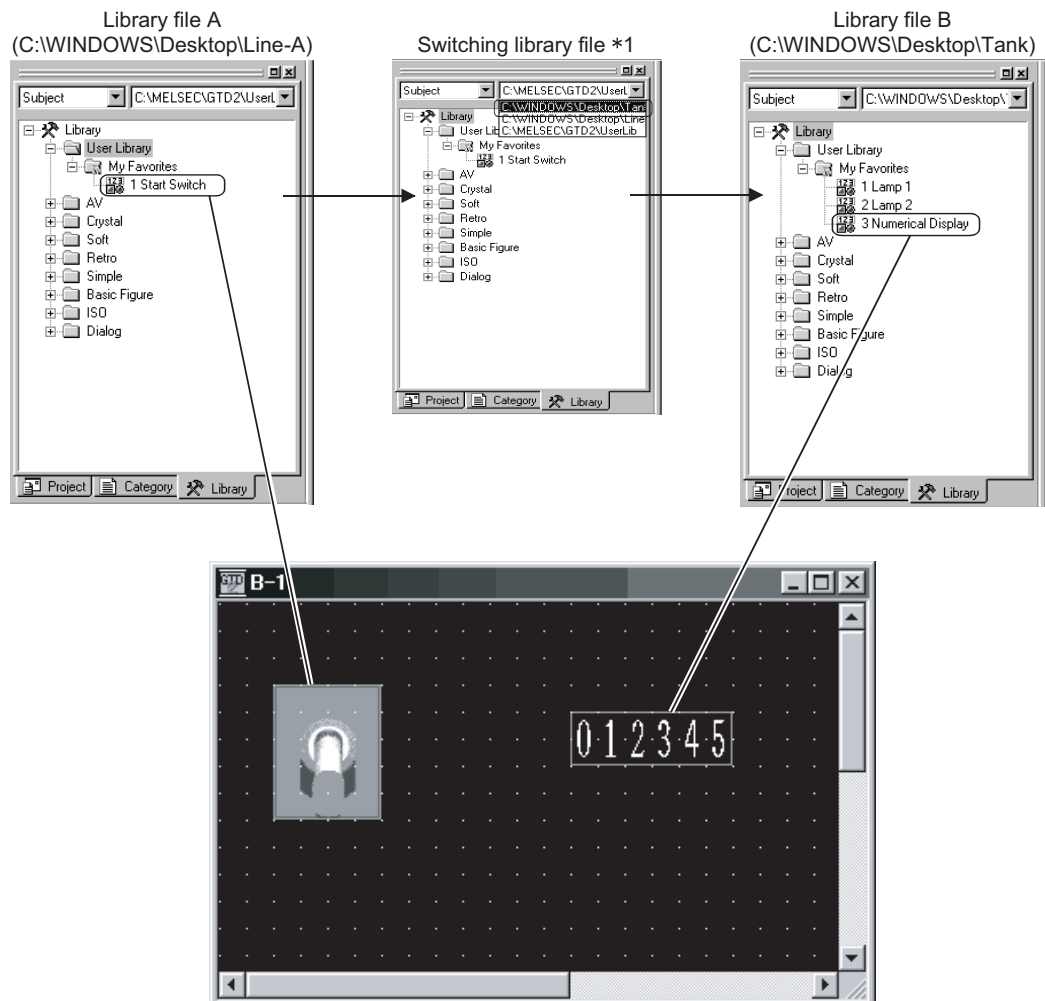 Library file A
(C:\WINDOWS\Desktop\Line-A)
Subject
C:\MELSEC\GTD2\UserL
Library
User Library
My Favorites
1 Start Switch
AV
Crystal
Soft
Retro
Simple
Basic Figure
ISO
Dialog
Project
Category
Library
Switching library file *1
Subject
C:\MELSEC\GTD2\UserL
C:\WINDOWS\Desktop\Tan
C:\WINDOWS\Desktop\Line
C:\MELSEC\GTD2\UserLib
Library
User Lib
My Favorites
1 Start Switch
AV
Crystal
Soft
Retro
Simple
Basic Figure
ISO
Dialog
Project
Category
Library
Library file B
(C:\WINDOWS\Desktop\Tank)
Subject
C:\WINDOWS\Desktop\
Library
User Library
My Favorites
1 Lamp 1
2 Lamp 2
3 Numerical Display
AV
Crystal
Soft
Retro
Simple
Basic Figure
ISO
Dialog
Project
Category
Library
GTD B-1
012345